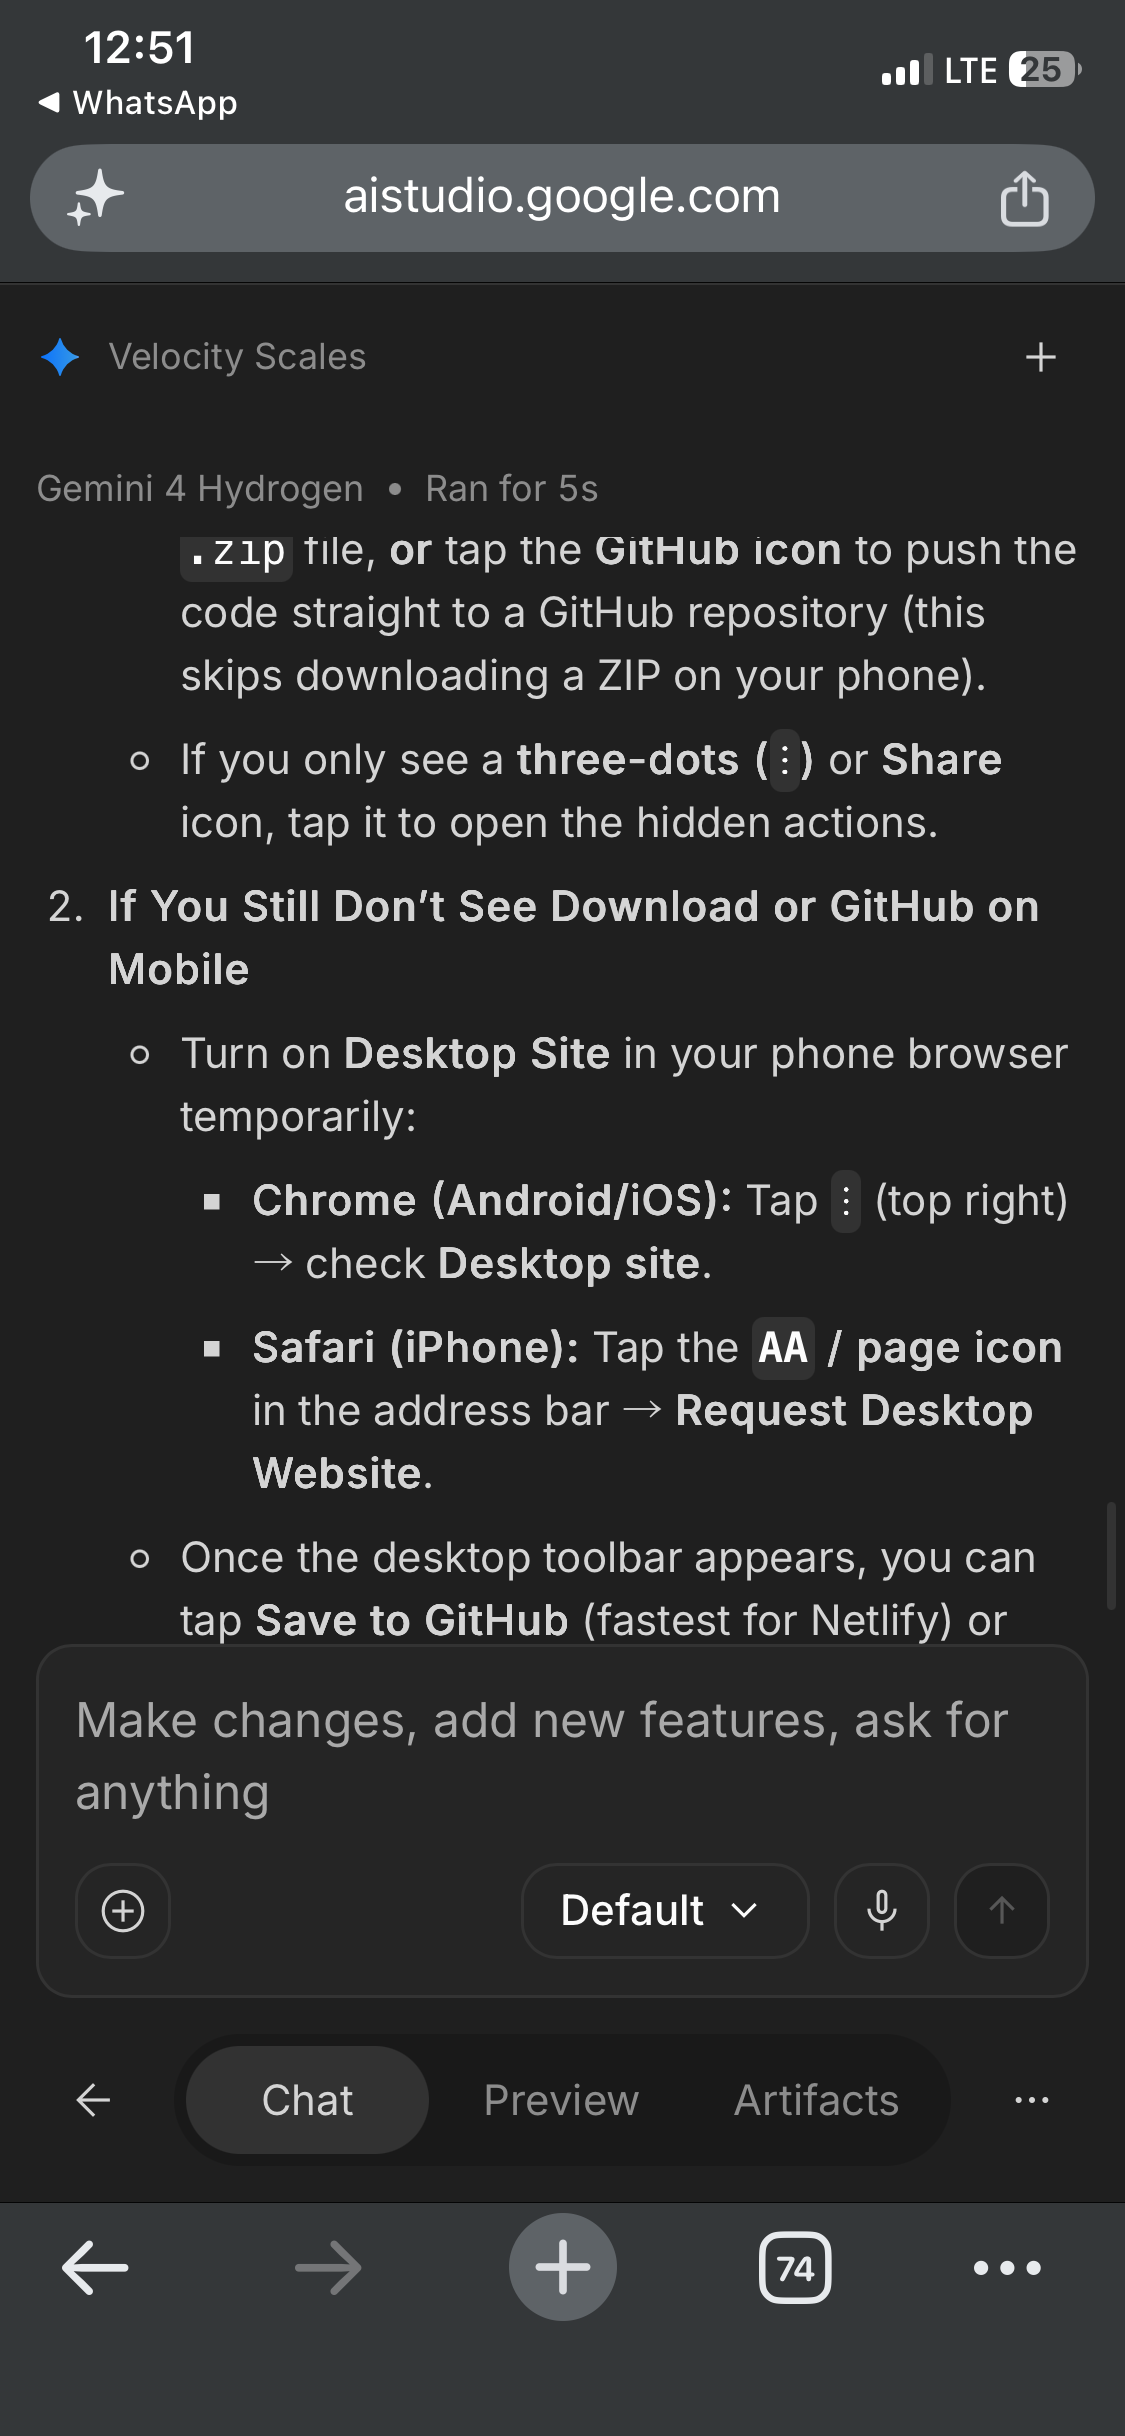 12:51
◀ WhatsApp
LTE 25
aistudio.google.com
Velocity Scales
Gemini 4 Hydrogen • Ran for 5s
.zip file, or tap the GitHub icon to push the
code straight to a GitHub repository (this
skips downloading a ZIP on your phone).
If you only see a three-dots (⋮) or Share
icon, tap it to open the hidden actions.
2. If You Still Don't See Download or GitHub on
Mobile
Turn on Desktop Site in your phone browser
temporarily:
Chrome (Android/iOS): Tap ⋮ (top right)
→ check Desktop site.
Safari (iPhone): Tap the AA / page icon
in the address bar → Request Desktop
Website.
Once the desktop toolbar appears, you can
tap Save to GitHub (fastest for Netlify) or
Make changes, add new features, ask for
anything
Default
Chat Preview Artifacts
74